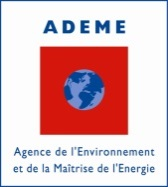 ADEME
Agence de l'Environnement
et de la Maîtrise de l'Energie